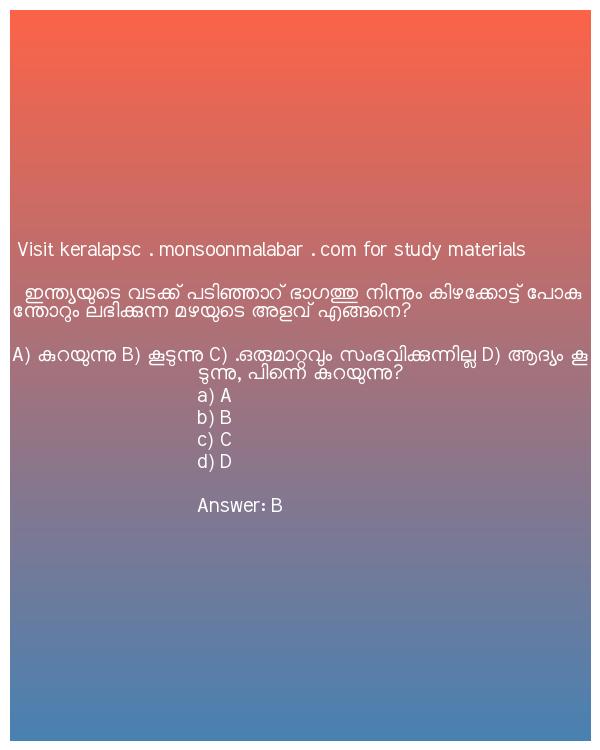 Visit keralapsc . monsoonmalabar . com for study materials
ഇന്ത്യയുടെ വടക്ക് പടിഞ്ഞാറ് ഭാഗത്തു നിന്നും കിഴക്കോട്ട് പോകു
ന്തോറും ലഭിക്കുന്ന മഴയുടെ അളവ് എങ്ങനെ?
A) കുറയുന്നു B) കൂടുന്നു C) .ഒരുമാറ്റവും സംഭവിക്കുന്നില്ല D) ആദ്യം കൂ
ടുന്നു, പിന്നെ കുറയുന്നു?
a) A
b) B
c) C
d) D
Answer: B